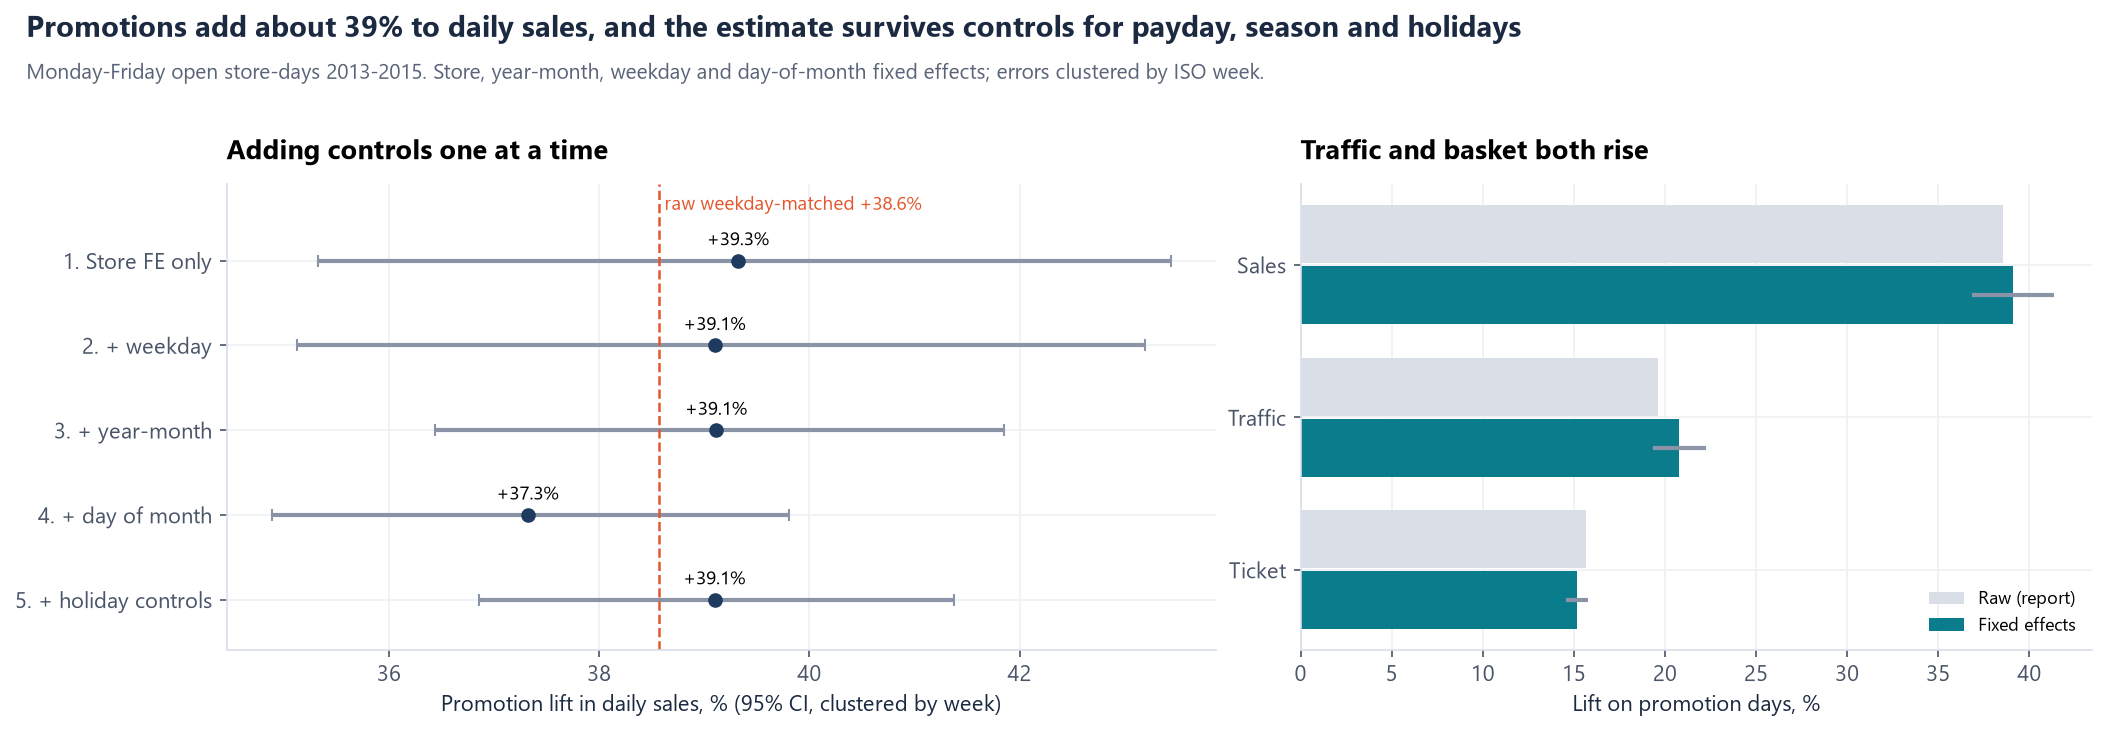 Promotions add about 39% to daily sales, and the estimate survives controls for payday, season and holidays
Monday-Friday open store-days 2013-2015. Store, year-month, weekday and day-of-month fixed effects; errors clustered by ISO week.
Adding controls one at a time
raw weekday-matched +38.6%
1. Store FE only
+39.3%
2. + weekday
+39.1%
3. + year-month
+39.1%
4. + day of month
+37.3%
5. + holiday controls
+39.1%
36 38 40 42
Promotion lift in daily sales, % (95% CI, clustered by week)
Traffic and basket both rise
Sales
Traffic
Ticket
Raw (report)
Fixed effects
0 5 10 15 20 25 30 35 40
Lift on promotion days, %